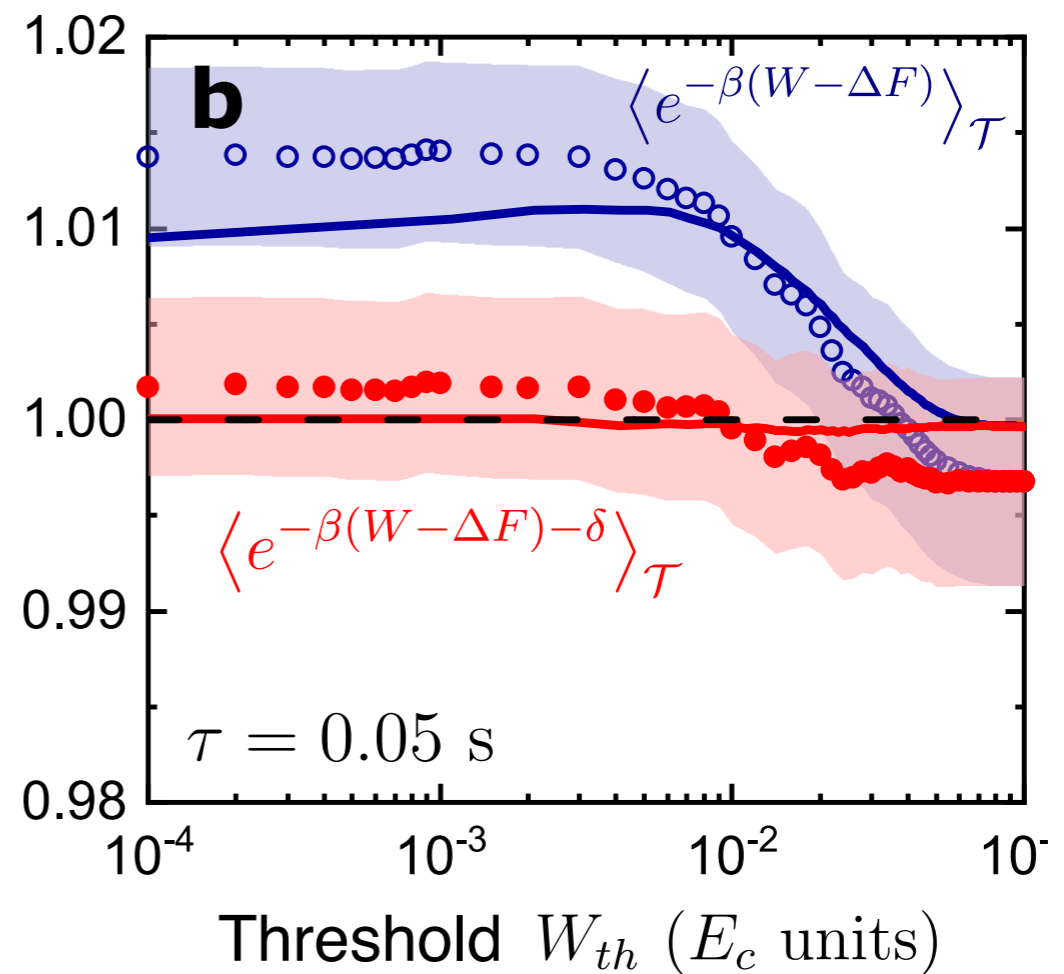 1.02
b
⟨e^{−β(W−ΔF)}⟩_𝒯
1.01
1.00
⟨e^{−β(W−ΔF)−δ}⟩_𝒯
0.99
τ = 0.05 s
0.98
10^{-4} 10^{-3} 10^{-2} 10^{-
Threshold W_{th} (E_c units)